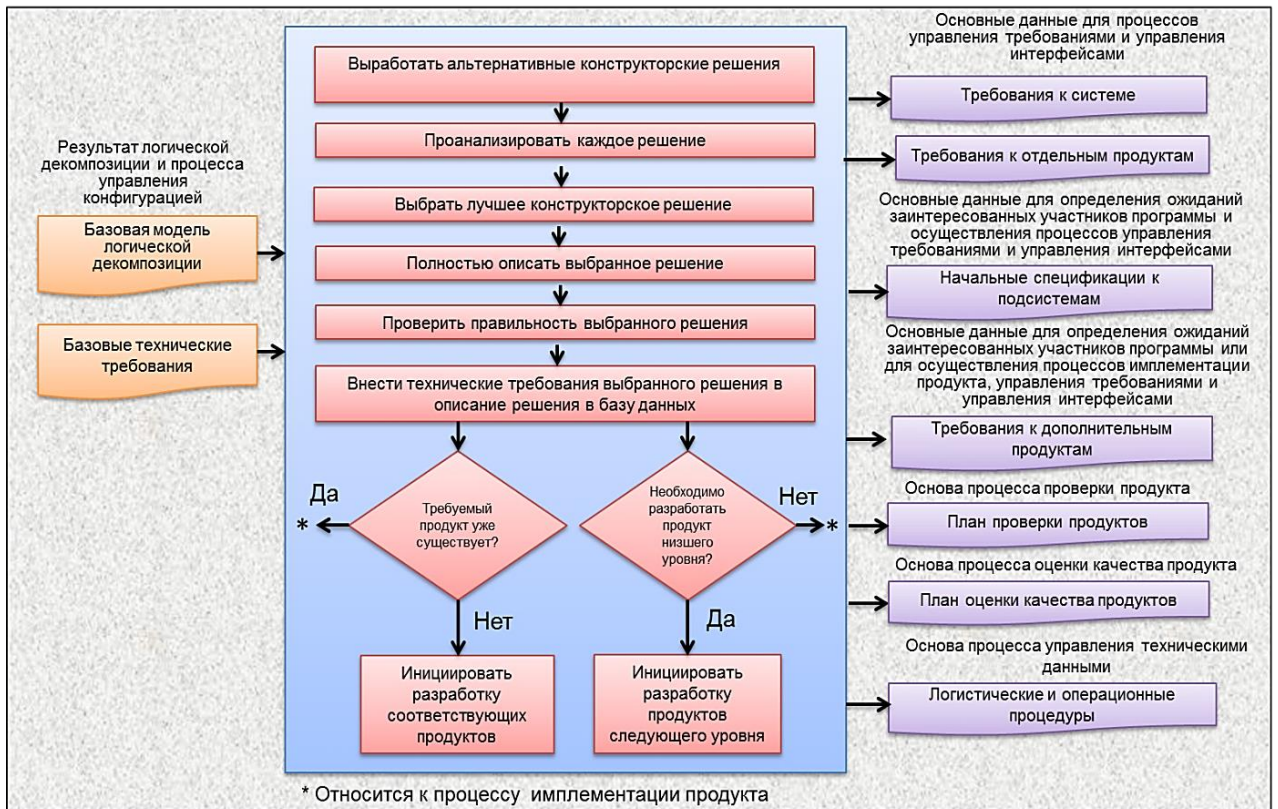 Результат логической
декомпозиции и процесса
управления
конфигурацией
Базовая модель
логической
декомпозиции
Базовые технические
требования
Выработать альтернативные конструкторские решения
Проанализировать каждое решение
Выбрать лучшее конструкторское решение
Полностью описать выбранное решение
Проверить правильность выбранного решения
Внести технические требования выбранного решения в
описание решения в базу данных
Да
*
Требуемый
продукт уже
существует?
Нет
Инициировать
разработку
соответствующих
продуктов
Необходимо
разработать
продукт
низшего
уровня?
Нет
*
Да
Инициировать
разработку
продуктов
следующего уровня
* Относится к процессу имплементации продукта
Основные данные для процессов
управления требованиями и управления
интерфейсами
Требования к системе
Требования к отдельным продуктам
Основные данные для определения ожиданий
заинтересованных участников программы и
осуществления процессов управления
требованиями и управления интерфейсами
Начальные спецификации к
подсистемам
Основные данные для определения ожиданий
заинтересованных участников программы или
для осуществления процессов имплементации
продукта, управления требованиями и
управления интерфейсами
Требования к дополнительным
продуктам
Основа процесса проверки продукта
План проверки продуктов
Основа процесса оценки качества продукта
План оценки качества продуктов
Основа процесса управления техническими
данными
Логистические и операционные
процедуры